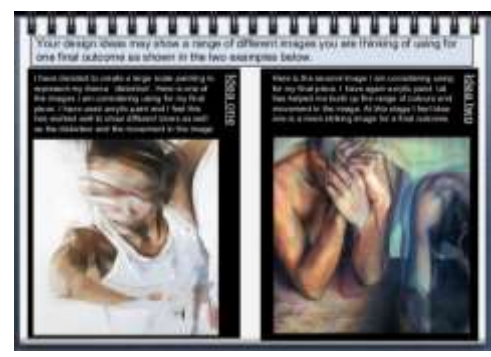 Your design ideas may show a range of different images you are thinking of using for
one final outcome as shown in the two examples below.
I have decided to create a large scale painting to
represent my theme 'distortion'. Here is one of
the images I am considering using for my final
piece. I have used acrylic paint and I feel this
has worked well to show different tones as well
as the distortion and the movement in the image
Idea one
Here is the second image I am considering using
for my final piece. I have again acrylic paint
has helped me build up the range of colours and
movement in the image. At this stage I feel idea
one is a more striking image for a final outcome.
Idea two